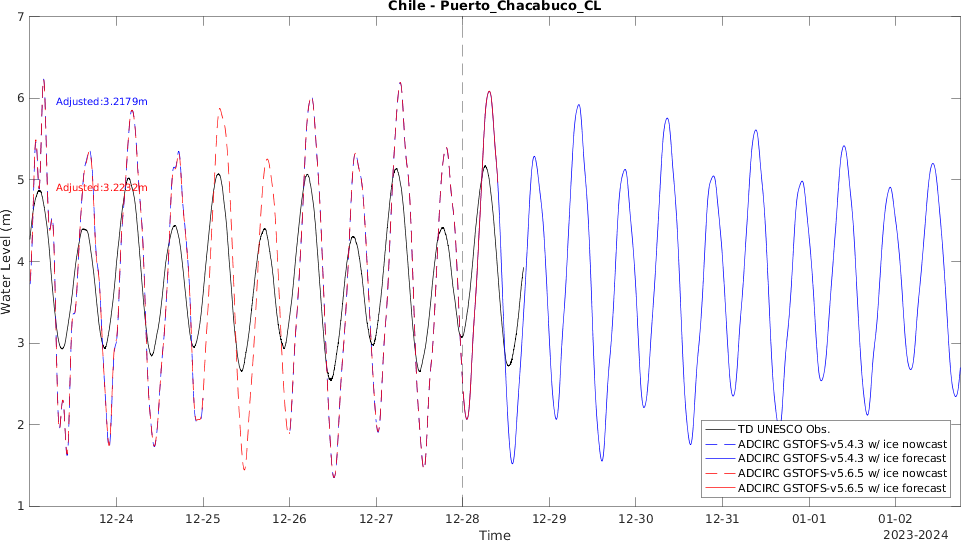 Chile - Puerto_Chacabuco_CL
Water Level (m)
7
6
5
4
3
2
1
Adjusted:3.2179m
Adjusted:3.2232m
TD UNESCO Obs.
ADCIRC GSTOFS-v5.4.3 w/ ice nowcast
ADCIRC GSTOFS-v5.4.3 w/ ice forecast
ADCIRC GSTOFS-v5.6.5 w/ ice nowcast
ADCIRC GSTOFS-v5.6.5 w/ ice forecast
12-24 12-25 12-26 12-27 12-28 12-29 12-30 12-31 01-01 01-02
Time
2023-2024